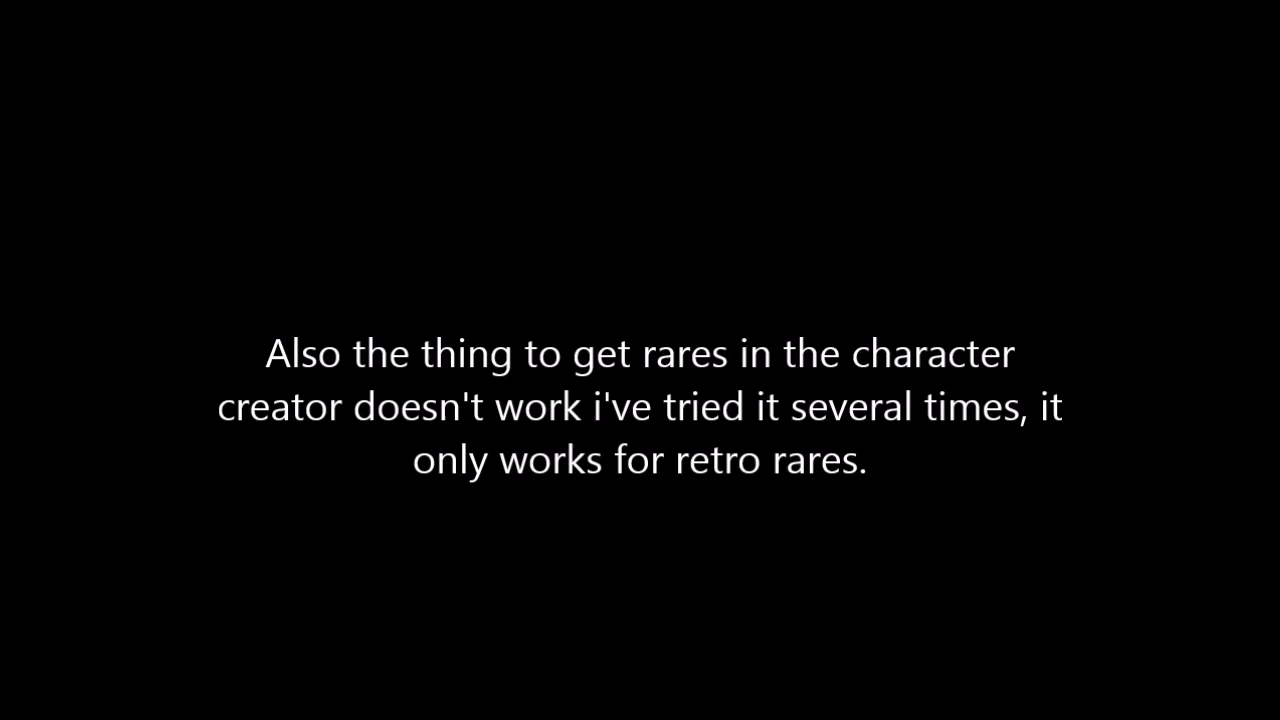 Also the thing to get rares in the character
creator doesn't work i've tried it several times, it
only works for retro rares.